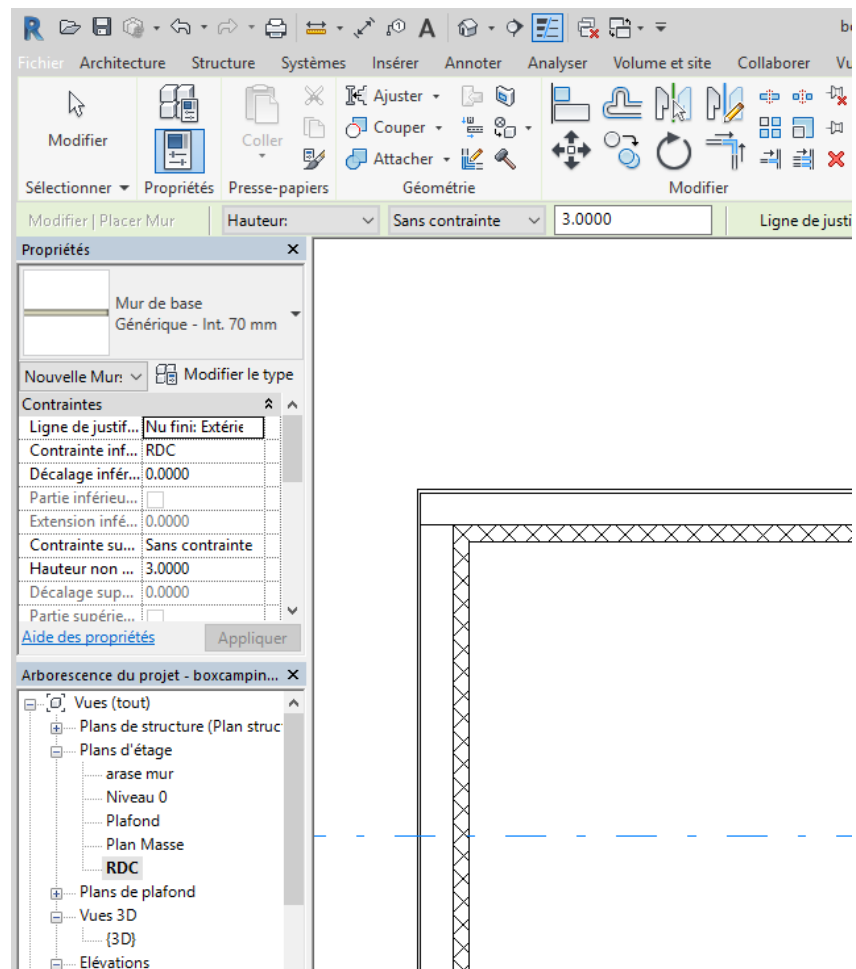 be
Fichier Architecture Structure Systèmes Insérer Annoter Analyser Volume et site Collaborer Vu
Modifier
Coller
Ajuster
Couper
Attacher
Sélectionner Propriétés Presse-papiers Géométrie Modifier
Modifier | Placer Mur Hauteur: Sans contrainte 3.0000 Ligne de justi
Propriétés
Mur de base
Générique - Int. 70 mm
Nouvelle Murs Modifier le type
Contraintes
Ligne de justif... Nu fini: Extérie
Contrainte inf... RDC
Décalage infér... 0.0000
Partie inférieu...
Extension infé... 0.0000
Contrainte su... Sans contrainte
Hauteur non ... 3.0000
Décalage sup... 0.0000
Partie supérie...
Aide des propriétés Appliquer
Arborescence du projet - boxcampin...
Vues (tout)
Plans de structure (Plan struc
Plans d'étage
arase mur
Niveau 0
Plafond
Plan Masse
RDC
Plans de plafond
Vues 3D
{3D}
Elévations